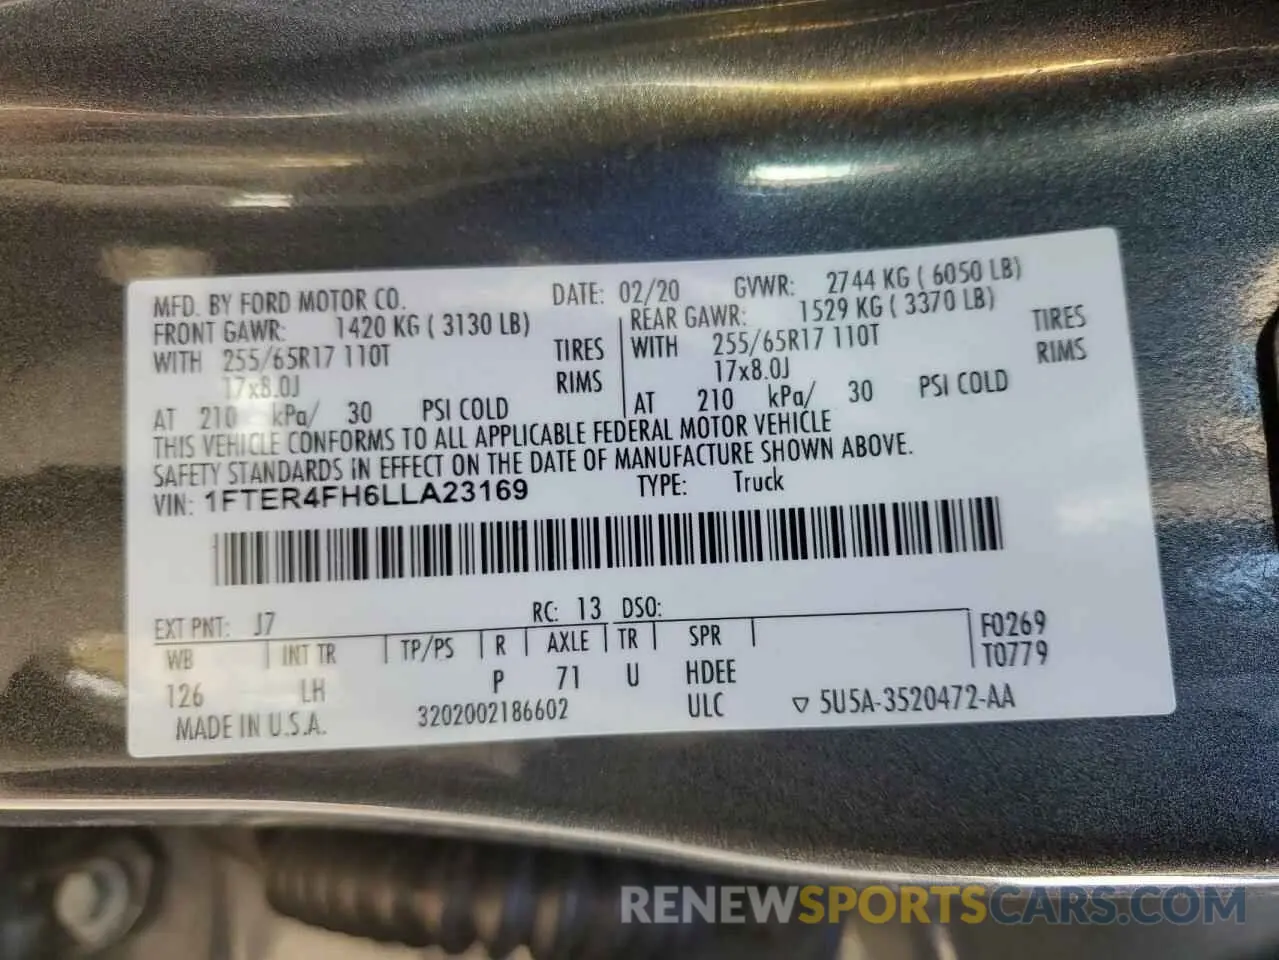 MFD. BY FORD MOTOR CO. DATE: 02/20 GVWR: 2744 KG ( 6050 LB)
FRONT GAWR: 1420 KG ( 3130 LB) REAR GAWR: 1529 KG ( 3370 LB)
WITH 255/65R17 110T TIRES WITH 255/65R17 110T TIRES
17x8.0J RIMS 17x8.0J RIMS
AT 210 kPa/ 30 PSI COLD AT 210 kPa/ 30 PSI COLD
THIS VEHICLE CONFORMS TO ALL APPLICABLE FEDERAL MOTOR VEHICLE
SAFETY STANDARDS IN EFFECT ON THE DATE OF MANUFACTURE SHOWN ABOVE.
VIN: 1FTER4FH6LLA23169 TYPE: Truck
EXT PNT: J7 RC: 13 DSO:
WB INT TR TP/PS R AXLE TR SPR F0269
126 LH P 71 U HDEE T0779
MADE IN U.S.A. 3202002186602 ULC ▽ 5U5A-3520472-AA
RENEWSPORTSCARS.COM